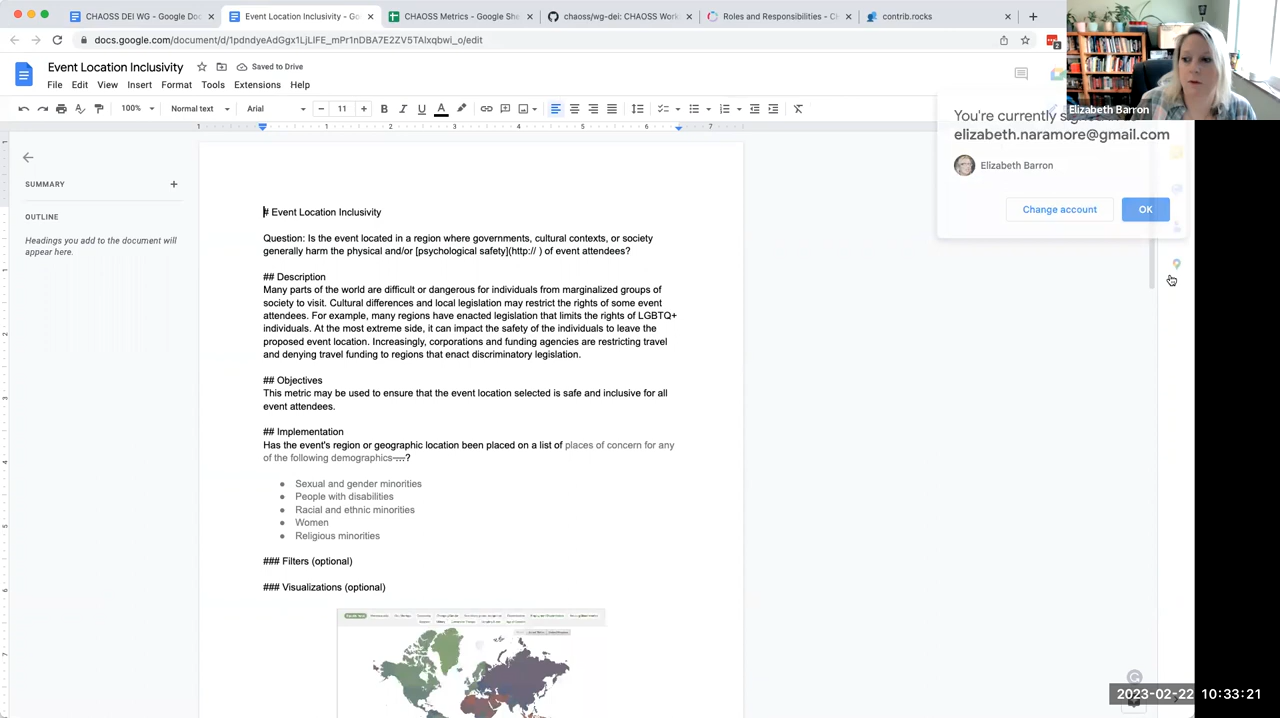 CHAOSS DEI WG - Google Doc
Event Location Inclusivity - Go
CHAOSS Metrics - Google She
chaoss/wg-dei: CHAOSS Work
Roles and Responsibilities - CH
contrib.rocks
docs.google.com/document/d/1pdndyeAdGgx1LjLIFE_mPr1nDBA7E2ZV5Tvtqbwi_o/edit
2
Event Location Inclusivity
Saved to Drive
File Edit View Insert Format Tools Extensions Help
100% Normal text Arial 11
Elizabeth Barron
You're currently
elizabeth.naramore@gmail.com
Elizabeth Barron
Change account
OK
SUMMARY
OUTLINE
Headings you add to the document will
appear here.
# Event Location Inclusivity
Question: Is the event located in a region where governments, cultural contexts, or society
generally harm the physical and/or [psychological safety](http:// ) of event attendees?
## Description
Many parts of the world are difficult or dangerous for individuals from marginalized groups of
society to visit. Cultural differences and local legislation may restrict the rights of some event
attendees. For example, many regions have enacted legislation that limits the rights of LGBTQ+
individuals. At the most extreme side, it can impact the safety of the individuals to leave the
proposed event location. Increasingly, corporations and funding agencies are restricting travel
and denying travel funding to regions that enact discriminatory legislation.
## Objectives
This metric may be used to ensure that the event location selected is safe and inclusive for all
event attendees.
## Implementation
Has the event's region or geographic location been placed on a list of places of concern for any
of the following demographics ...?
● Sexual and gender minorities
● People with disabilities
● Racial and ethnic minorities
● Women
● Religious minorities
### Filters (optional)
### Visualizations (optional)
2023-02-22 10:33:21